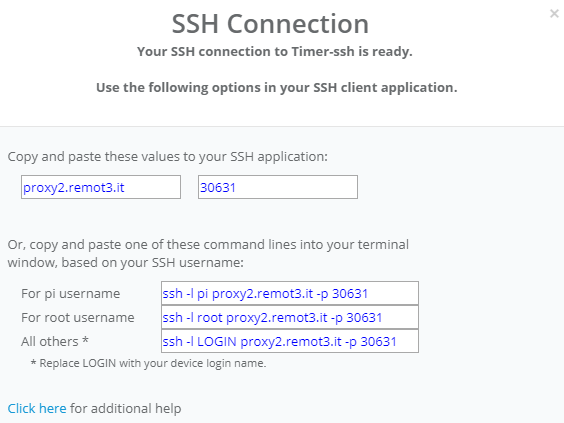 ×
SSH Connection
Your SSH connection to Timer-ssh is ready.
Use the following options in your SSH client application.
Copy and paste these values to your SSH application:
proxy2.remot3.it 30631
Or, copy and paste one of these command lines into your terminal
window, based on your SSH username:
For pi username ssh -l pi proxy2.remot3.it -p 30631
For root username ssh -l root proxy2.remot3.it -p 30631
All others * ssh -l LOGIN proxy2.remot3.it -p 30631
* Replace LOGIN with your device login name.
Click here for additional help